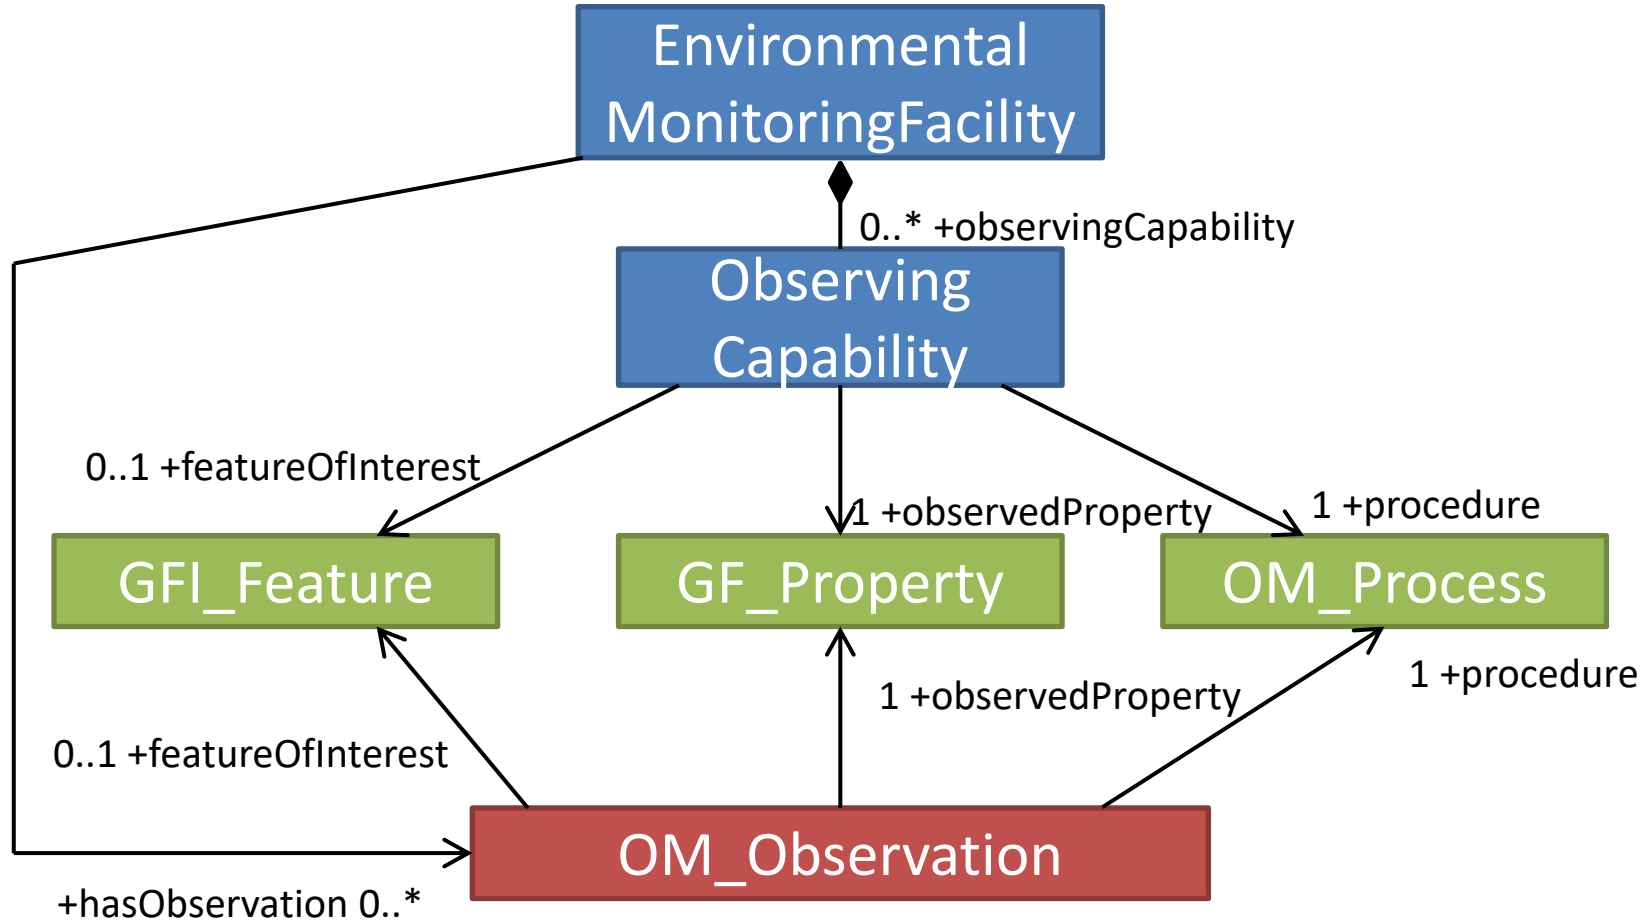 Environmental
MonitoringFacility
0..* +observingCapability
Observing
Capability
0..1 +featureOfInterest
1 +observedProperty
1 +procedure
GFI_Feature
GF_Property
OM_Process
1 +procedure
1 +observedProperty
0..1 +featureOfInterest
OM_Observation
+hasObservation 0..*